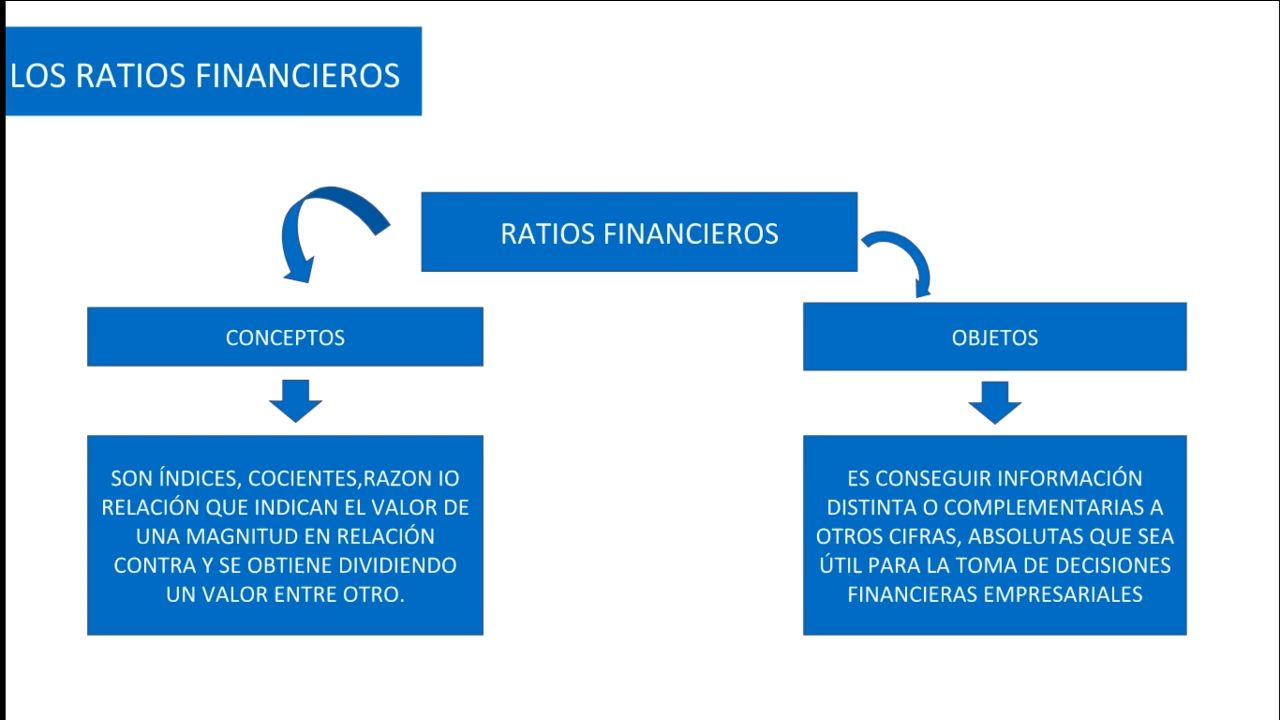 LOS RATIOS FINANCIEROS
RATIOS FINANCIEROS
CONCEPTOS
SON ÍNDICES, COCIENTES,RAZON IO
RELACIÓN QUE INDICAN EL VALOR DE
UNA MAGNITUD EN RELACIÓN
CONTRA Y SE OBTIENE DIVIDIENDO
UN VALOR ENTRE OTRO.
OBJETOS
ES CONSEGUIR INFORMACIÓN
DISTINTA O COMPLEMENTARIAS A
OTROS CIFRAS, ABSOLUTAS QUE SEA
ÚTIL PARA LA TOMA DE DECISIONES
FINANCIERAS EMPRESARIALES